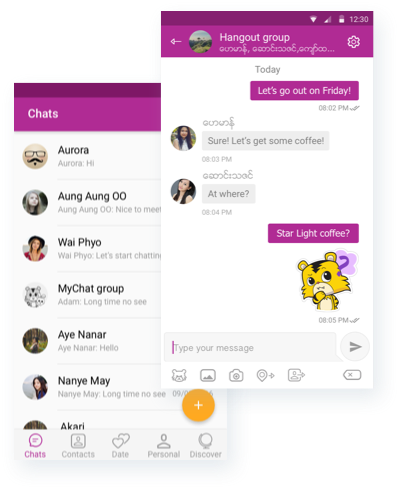 12:30
Hangout group
ဟေမာန်, ဆောင်းသဇင်,ကျော်ထ...
Today
Let's go out on Friday!
08:02 PM
ဟေမာန်
Sure! Let's get some coffee!
08:03 PM
ဆောင်းသဇင်
At where?
08:04 PM
Star Light coffee?
?
08:05 PM
Type your message
Chats
Aurora
Aurora: Hi
Aung Aung OO
Aung Aung OO: Nice to meet
Wai Phyo
Wai Phyo: Let's start chatting
MyChat group
Adam: Long time no see
Aye Nanar
Aye Nanar: Hello
Nanye May
Nanye May: Long time no see
Akari
+
Chats
Contacts
Date
Personal
Discover